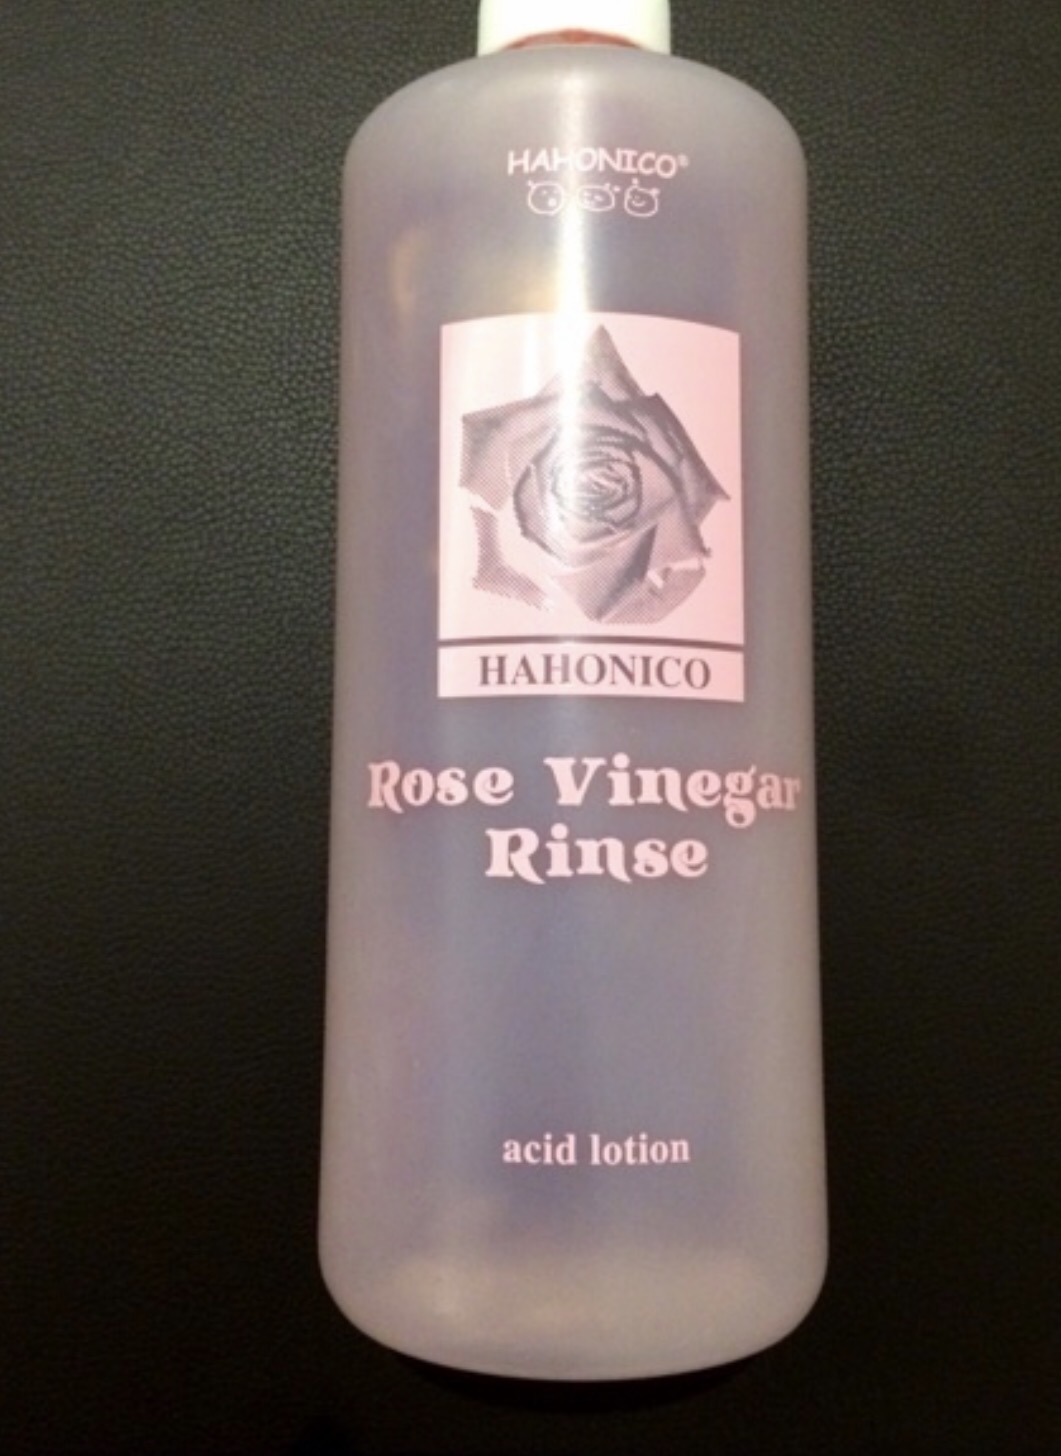 HAHONICO®
HAHONICO
Rose Vinegar
Rinse
acid lotion